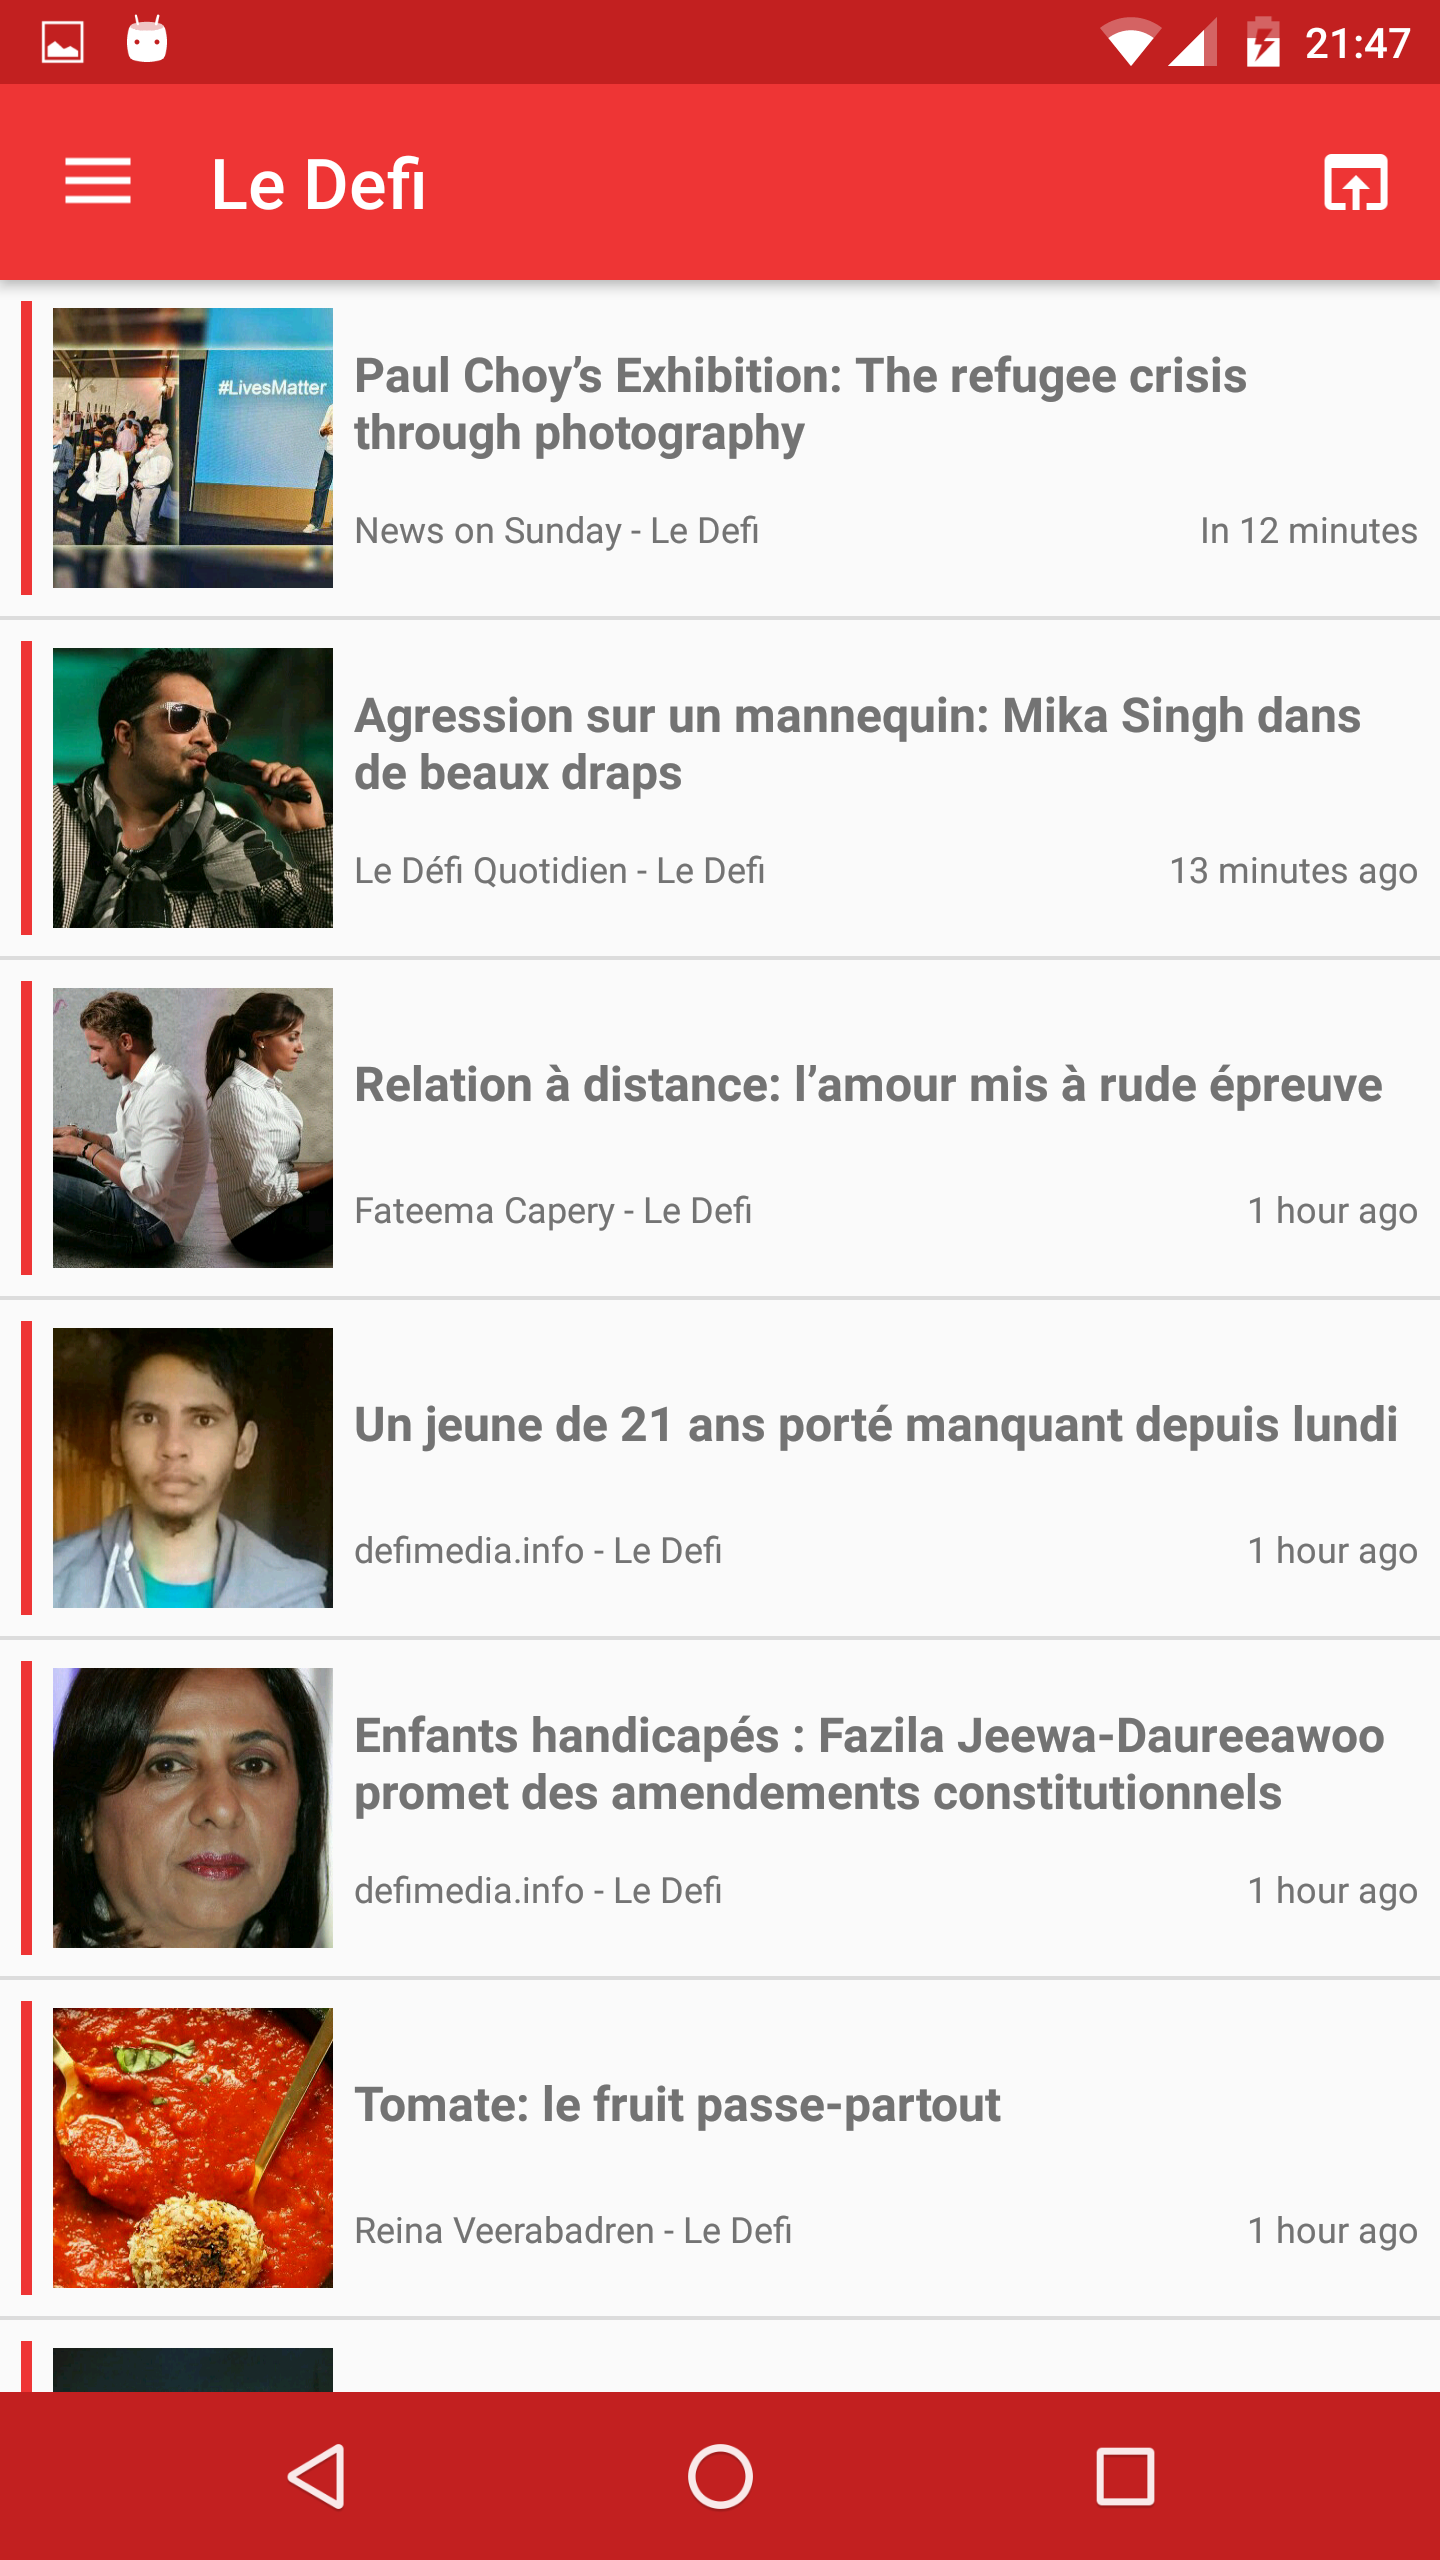 21:47
Le Defi
#LivesMatter
Paul Choy’s Exhibition: The refugee crisis
through photography
News on Sunday - Le Defi
In 12 minutes
Agression sur un mannequin: Mika Singh dans
de beaux draps
Le Défi Quotidien - Le Defi
13 minutes ago
Relation à distance: l’amour mis à rude épreuve
Fateema Capery - Le Defi
1 hour ago
Un jeune de 21 ans porté manquant depuis lundi
defimedia.info - Le Defi
1 hour ago
Enfants handicapés : Fazila Jeewa-Daureeawoo
promet des amendements constitutionnels
defimedia.info - Le Defi
1 hour ago
Tomate: le fruit passe-partout
Reina Veerabadren - Le Defi
1 hour ago